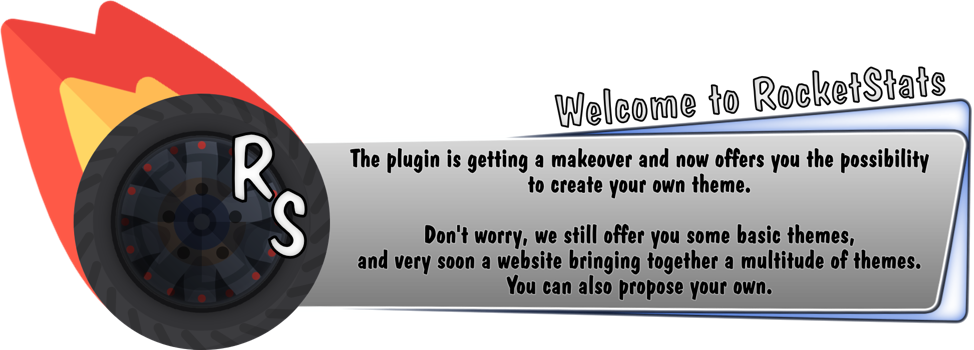 Welcome to RocketStats
RS
The plugin is getting a makeover and now offers you the possibility
to create your own theme.
Don't worry, we still offer you some basic themes,
and very soon a website bringing together a multitude of themes.
You can also propose your own.